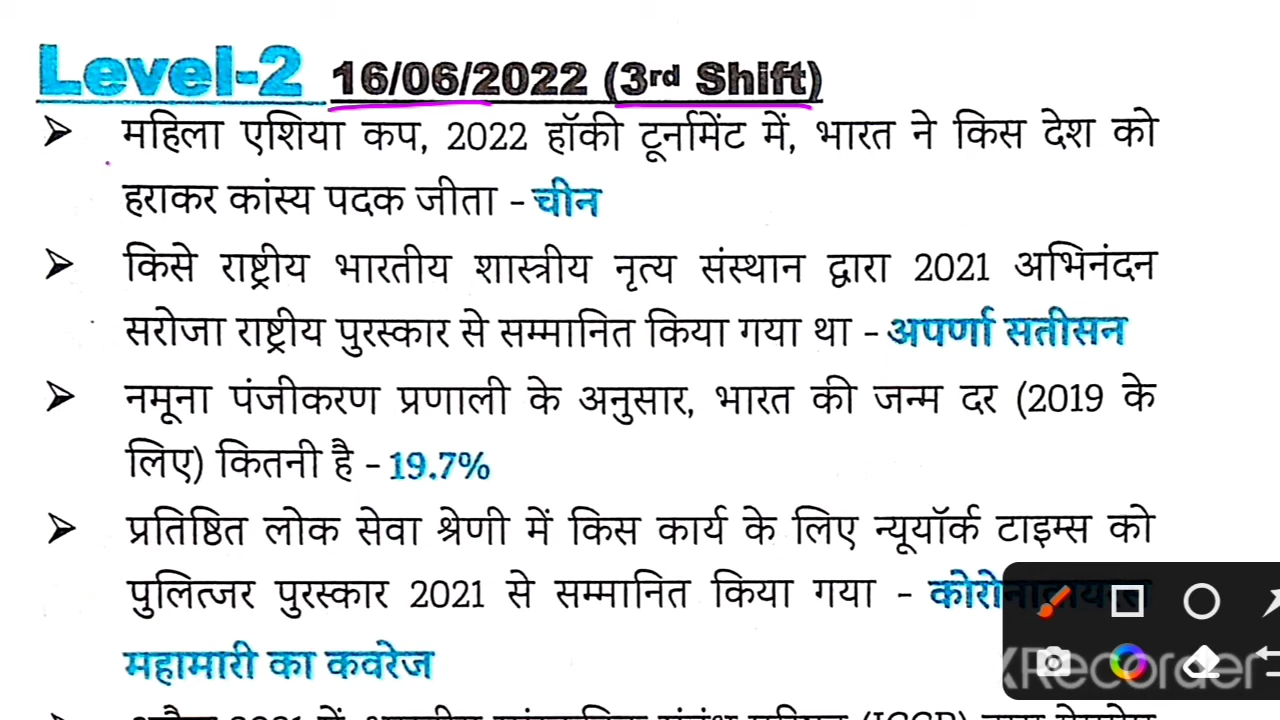 Level-2 16/06/2022 (3rd Shift)
➢ महिला एशिया कप, 2022 हॉकी टूर्नामेंट में, भारत ने किस देश को
हराकर कांस्य पदक जीता - चीन
➢ किसे राष्ट्रीय भारतीय शास्त्रीय नृत्य संस्थान द्वारा 2021 अभिनंदन
सरोजा राष्ट्रीय पुरस्कार से सम्मानित किया गया था - अपर्णा सतीसन
➢ नमूना पंजीकरण प्रणाली के अनुसार, भारत की जन्म दर (2019 के
लिए) कितनी है - 19.7%
➢ प्रतिष्ठित लोक सेवा श्रेणी में किस कार्य के लिए न्यूयॉर्क टाइम्स को
पुलित्जर पुरस्कार 2021 से सम्मानित किया गया - कोरोनावायरस
महामारी का कवरेज
XRecorder